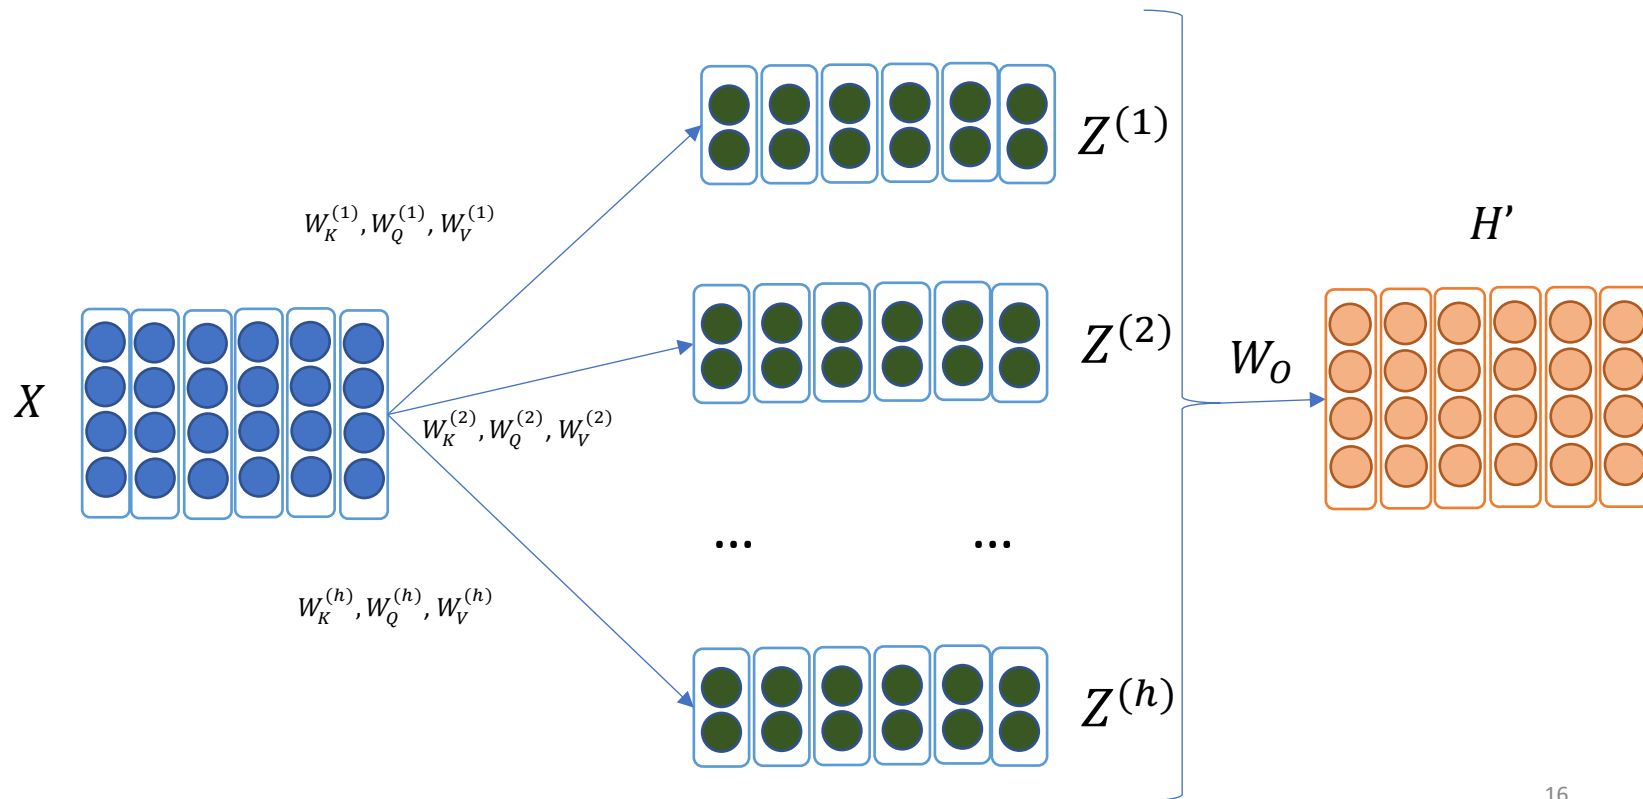 Z^{(1)}
W_K^{(1)}, W_Q^{(1)}, W_V^{(1)}
H’
Z^{(2)}
W_O
X
W_K^{(2)}, W_Q^{(2)}, W_V^{(2)}
... ...
W_K^{(h)}, W_Q^{(h)}, W_V^{(h)}
Z^{(h)}
16